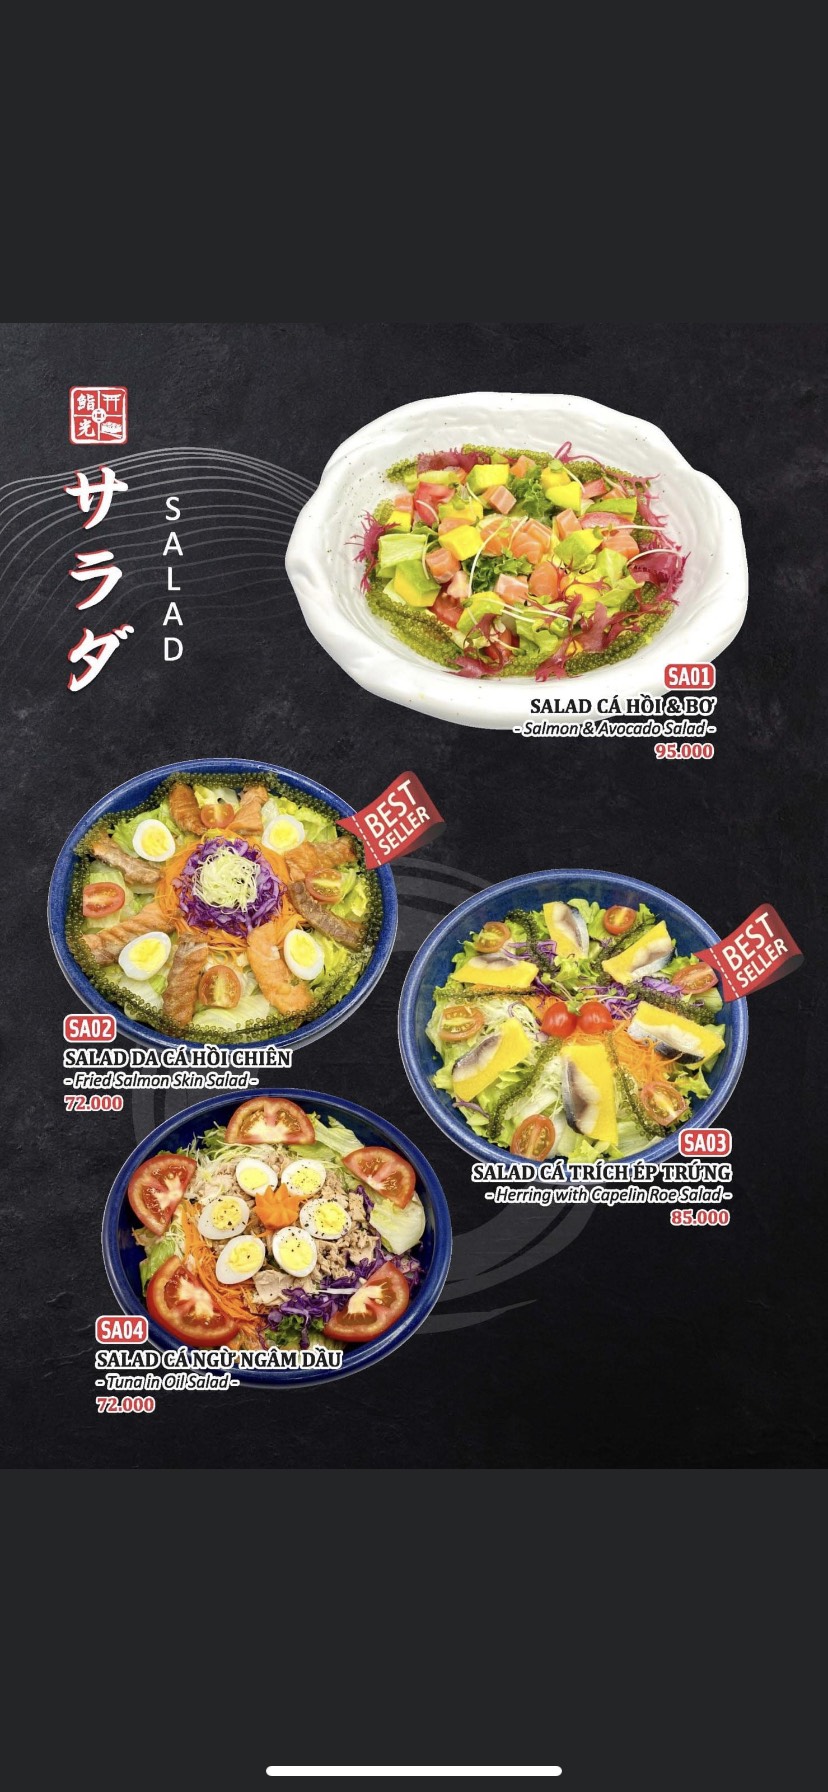 鮨
光
サラダ
SALAD
SA01
SALAD CÁ HỒI & BƠ
- Salmon & Avocado Salad -
95.000
BEST
SELLER
SA02
SALAD DA CÁ HỒI CHIÊN
- Fried Salmon Skin Salad -
72.000
BEST
SELLER
SA03
SALAD CÁ TRÍCH ÉP TRỨNG
- Herring with Capelin Roe Salad -
85.000
SA04
SALAD CÁ NGỪ NGÂM DẦU
- Tuna in Oil Salad -
72.000